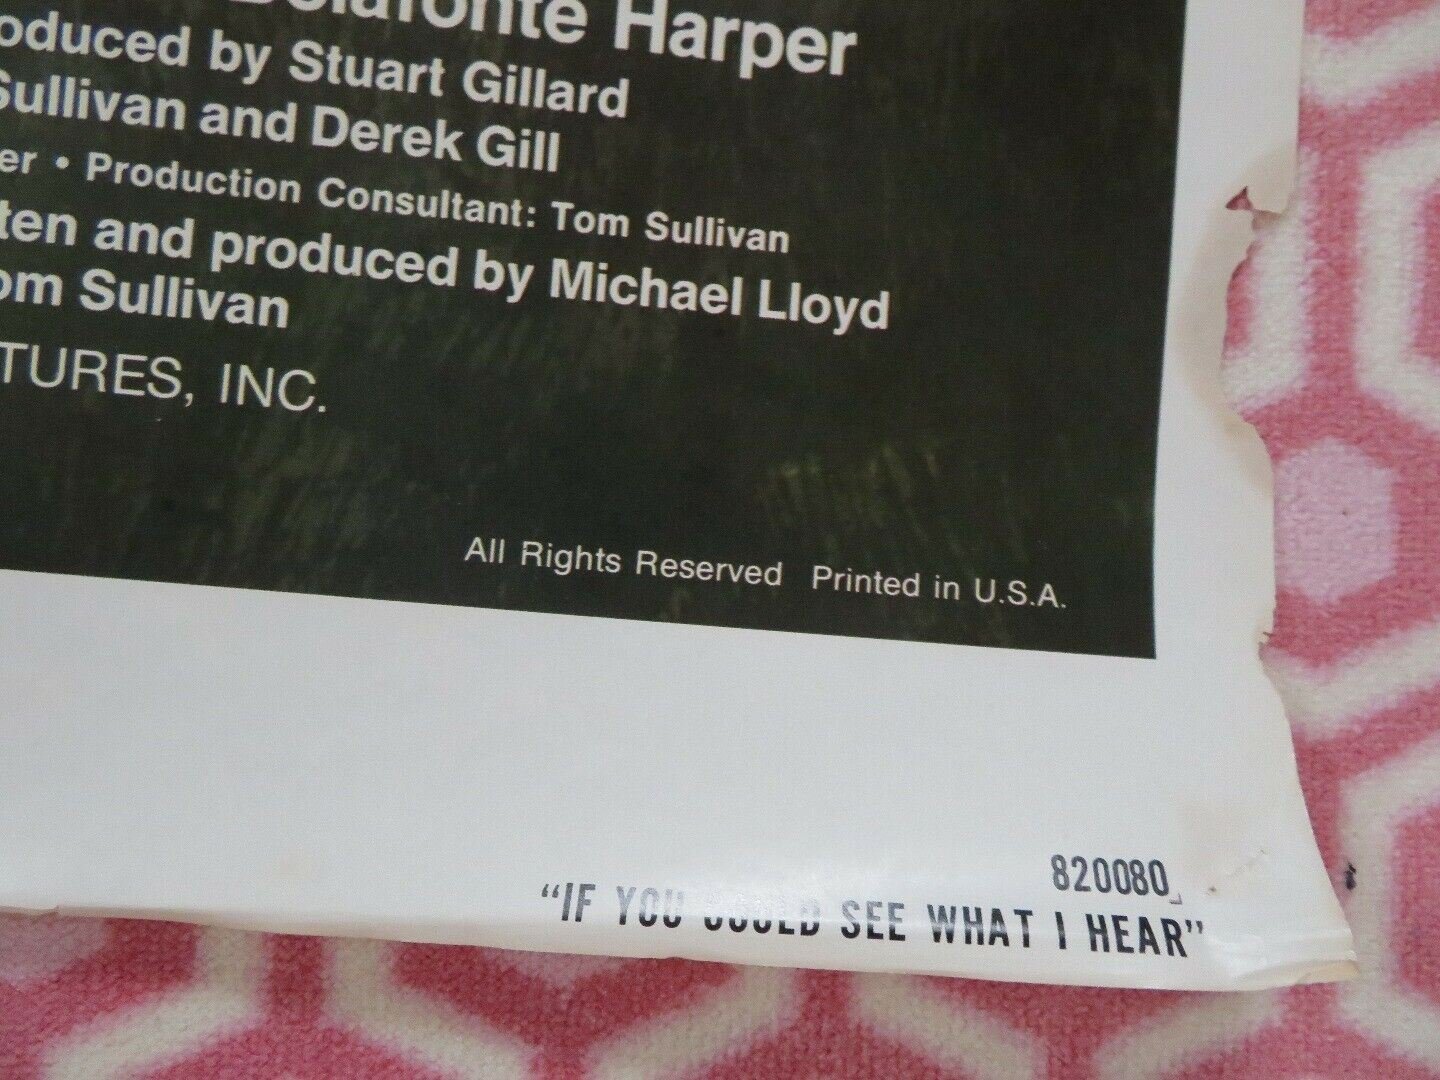 Harper
oduced by Stuart Gillard
Sullivan and Derek Gill
er • Production Consultant: Tom Sullivan
ten and produced by Michael Lloyd
om Sullivan
TURES, INC.
All Rights Reserved Printed in U.S.A.
820080
"IF YOU COULD SEE WHAT I HEAR"